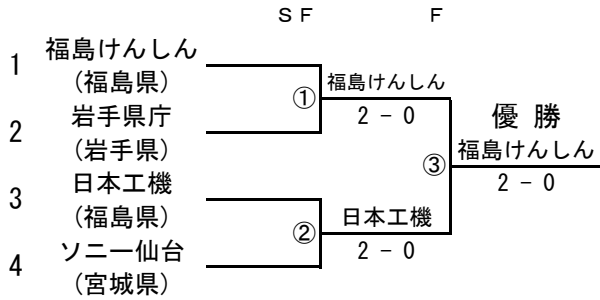 ＳＦ Ｆ
1 福島けんしん
（福島県）
2 岩手県庁
（岩手県）
3 日本工機
（福島県）
4 ソニー仙台
（宮城県）
① 福島けんしん
2 － 0
② 日本工機
2 － 0
優 勝
③ 福島けんしん
2 － 0